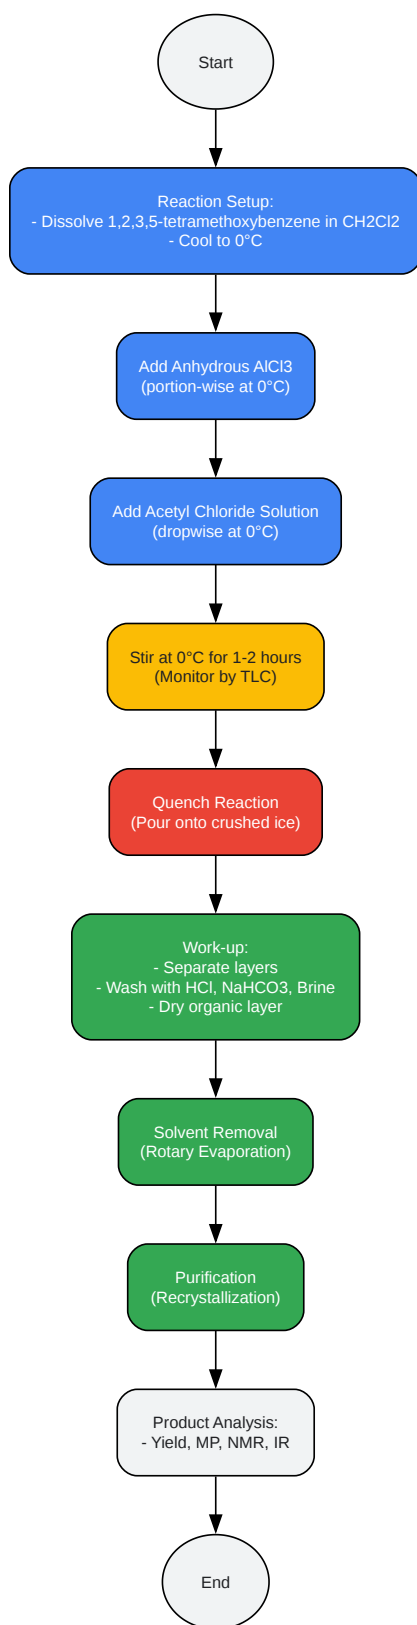 Start
Reaction Setup:
- Dissolve 1,2,3,5-tetramethoxybenzene in CH2Cl2
- Cool to 0°C
Add Anhydrous AlCl3
(portion-wise at 0°C)
Add Acetyl Chloride Solution
(dropwise at 0°C)
Stir at 0°C for 1-2 hours
(Monitor by TLC)
Quench Reaction
(Pour onto crushed ice)
Work-up:
- Separate layers
- Wash with HCl, NaHCO3, Brine
- Dry organic layer
Solvent Removal
(Rotary Evaporation)
Purification
(Recrystallization)
Product Analysis:
- Yield, MP, NMR, IR
End